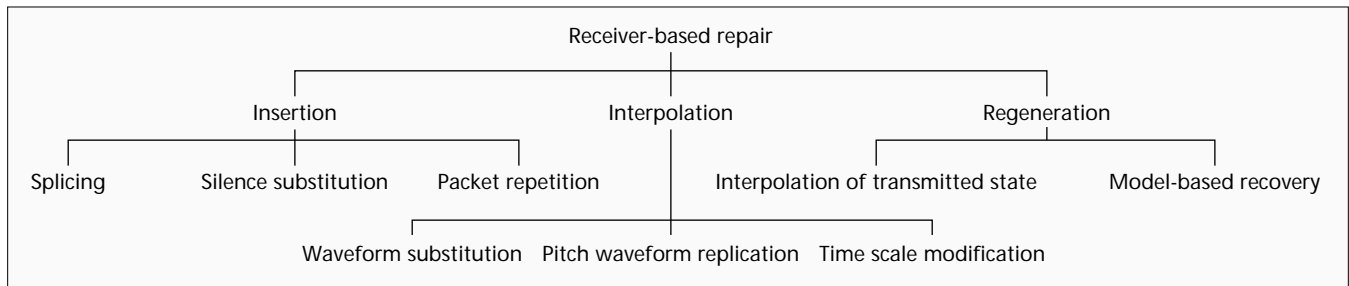 Receiver-based repair
Insertion
Interpolation
Regeneration
Splicing
Silence substitution
Packet repetition
Interpolation of transmitted state
Model-based recovery
Waveform substitution
Pitch waveform replication
Time scale modification